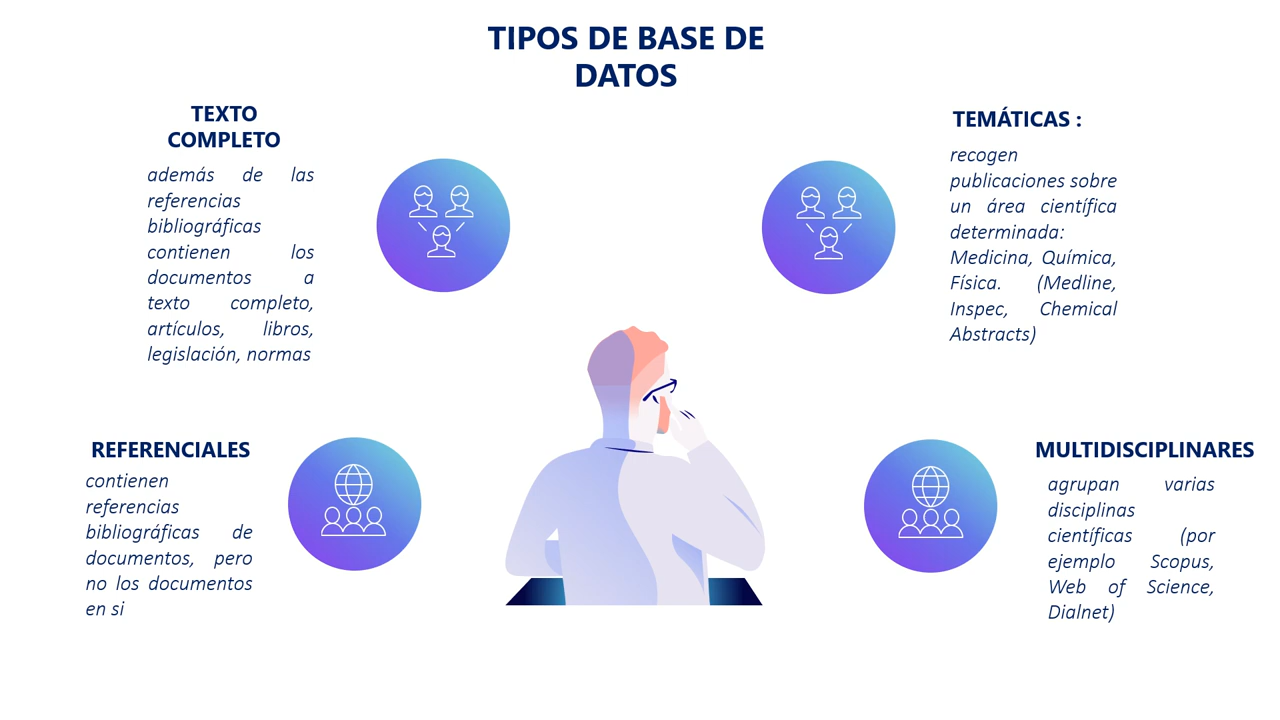 TIPOS DE BASE DE
DATOS
TEXTO
COMPLETO
además de las
referencias
bibliográficas
contienen los
documentos a
texto completo,
artículos, libros,
legislación, normas
TEMÁTICAS :
recogen
publicaciones sobre
un área científica
determinada:
Medicina, Química,
Física. (Medline,
Inspec, Chemical
Abstracts)
REFERENCIALES
contienen
referencias
bibliográficas de
documentos, pero
no los documentos
en si
MULTIDISCIPLINARES
agrupan varias
disciplinas
científicas (por
ejemplo Scopus,
Web of Science,
Dialnet)